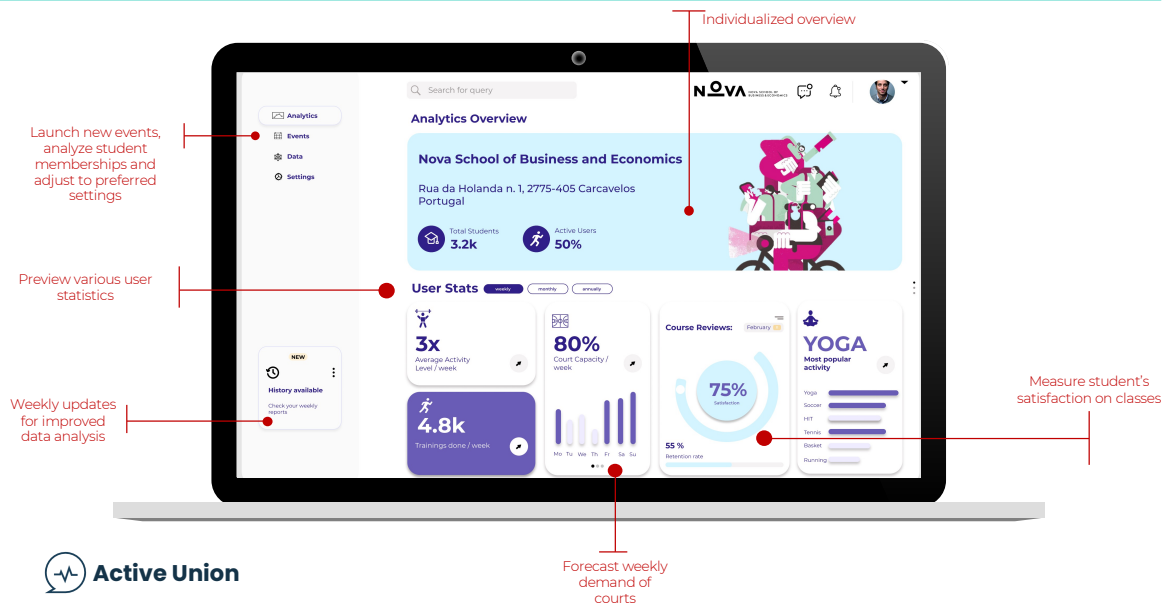 Individualized overview
Search for query
NOVA NOVA SCHOOL OF
BUSINESS & ECONOMICS
Analytics
Events
Data
Settings
Launch new events,
analyze student
memberships and
adjust to preferred
settings
Analytics Overview
Nova School of Business and Economics
Rua da Holanda n. 1, 2775-405 Carcavelos
Portugal
Total Students
3.2k
Active Users
50%
Preview various user
statistics
User Stats
weekly
monthly
annually
3x
Average Activity
Level / week
4.8k
Trainings done / week
80%
Court Capacity /
week
Mo Tu We Th Fr Sa Su
Course Reviews:
February
75%
Satisfaction
55 %
Retention rate
YOGA
Most popular
activity
Yoga
Soccer
HIT
Tennis
Basket
Running
NEW
History available
Check your weekly
reports
Weekly updates
for improved
data analysis
Measure student’s
satisfaction on classes
Forecast weekly
demand of
courts
Active Union